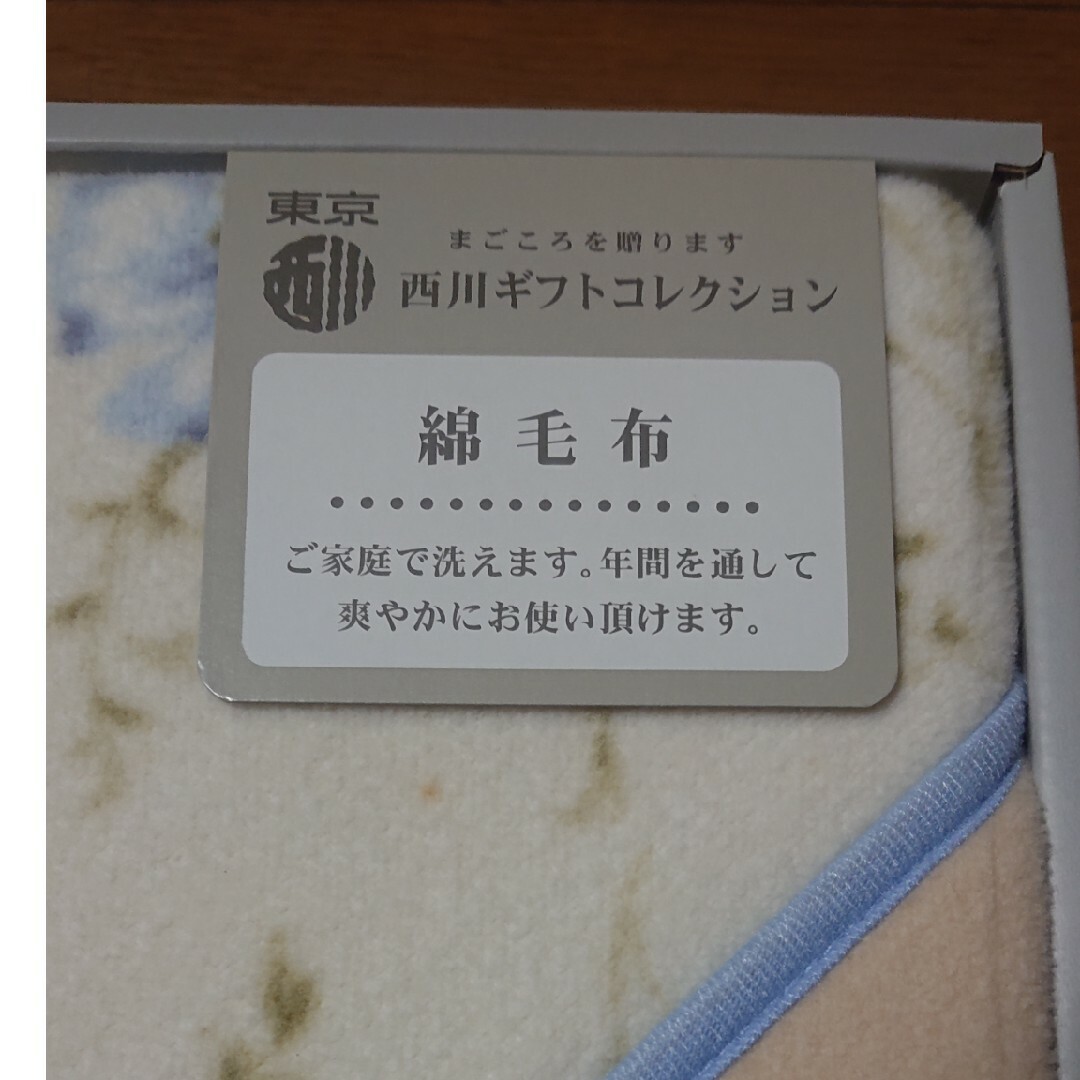 東京
西川
まごころを贈ります
西川ギフトコレクション
綿毛布
ご家庭で洗えます。年間を通して
爽やかにお使い頂けます。